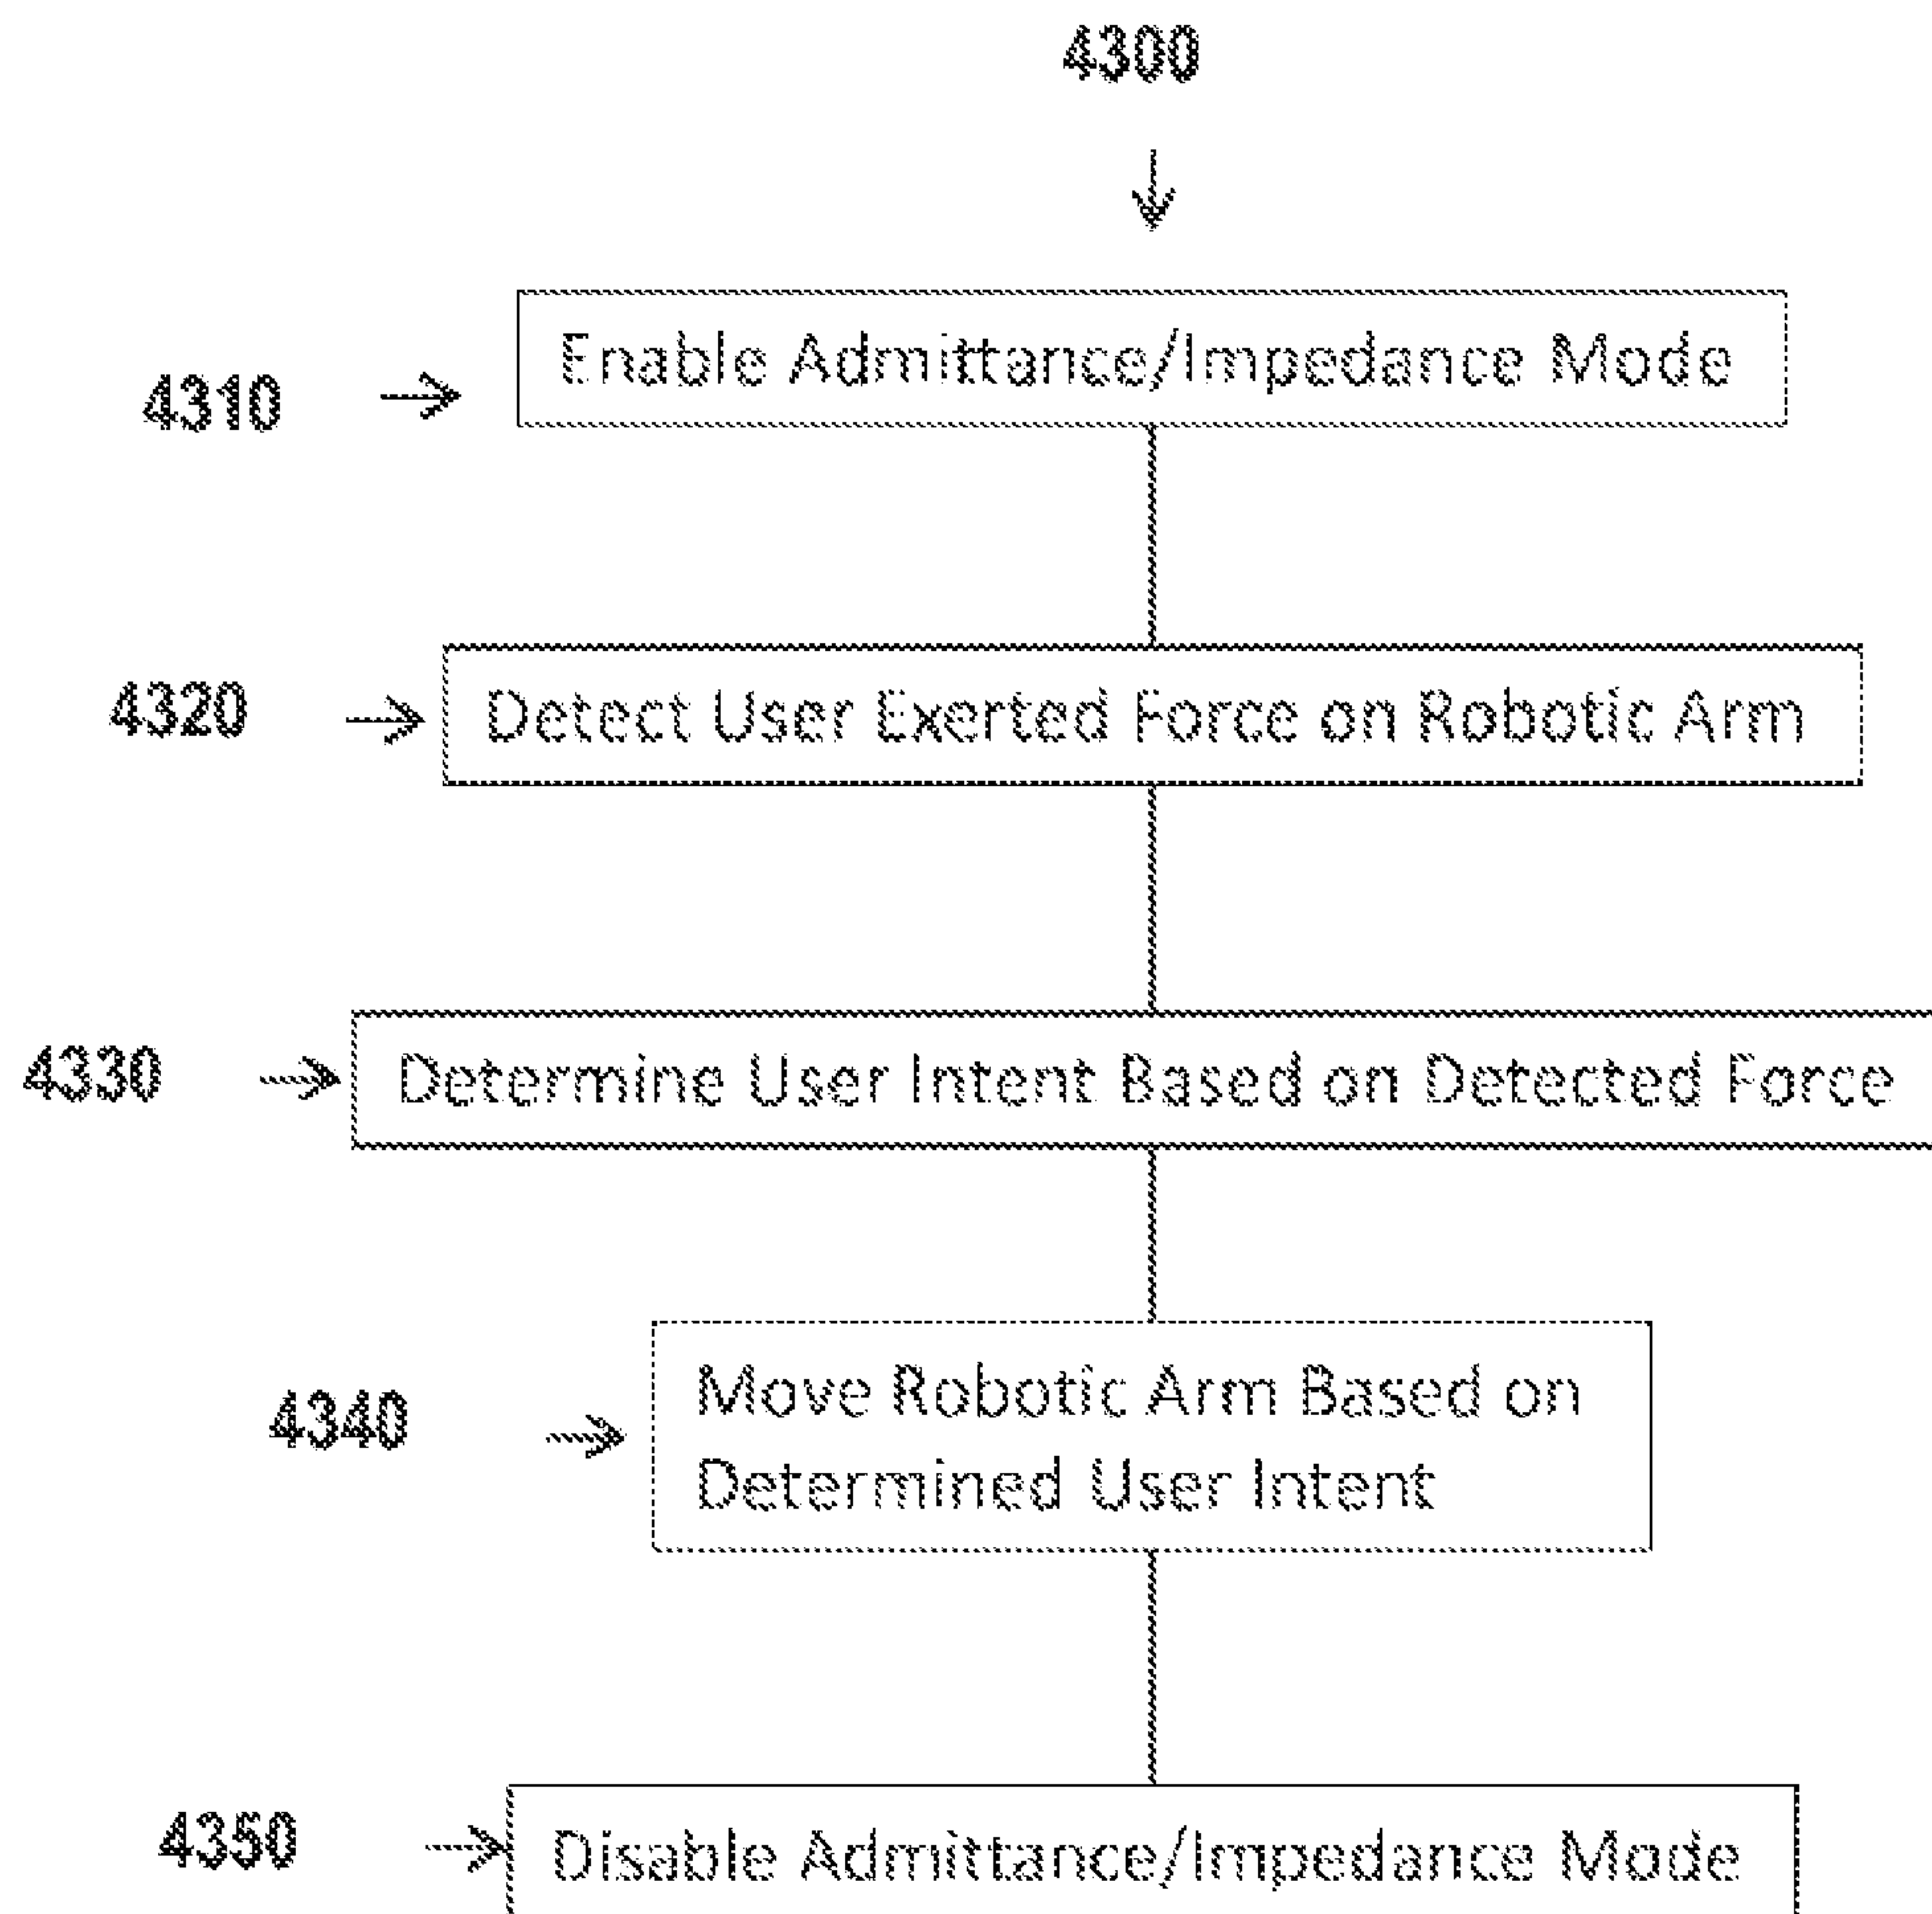 4300
4310
Enable Admittance/Impedance Mode
4320
Detect User Exerted Force on Robotic Arm
4330
Determine User Intent Based on Detected Force
4340
Move Robotic Arm Based on
Determined User Intent
4350
Disable Admittance/Impedance Mode